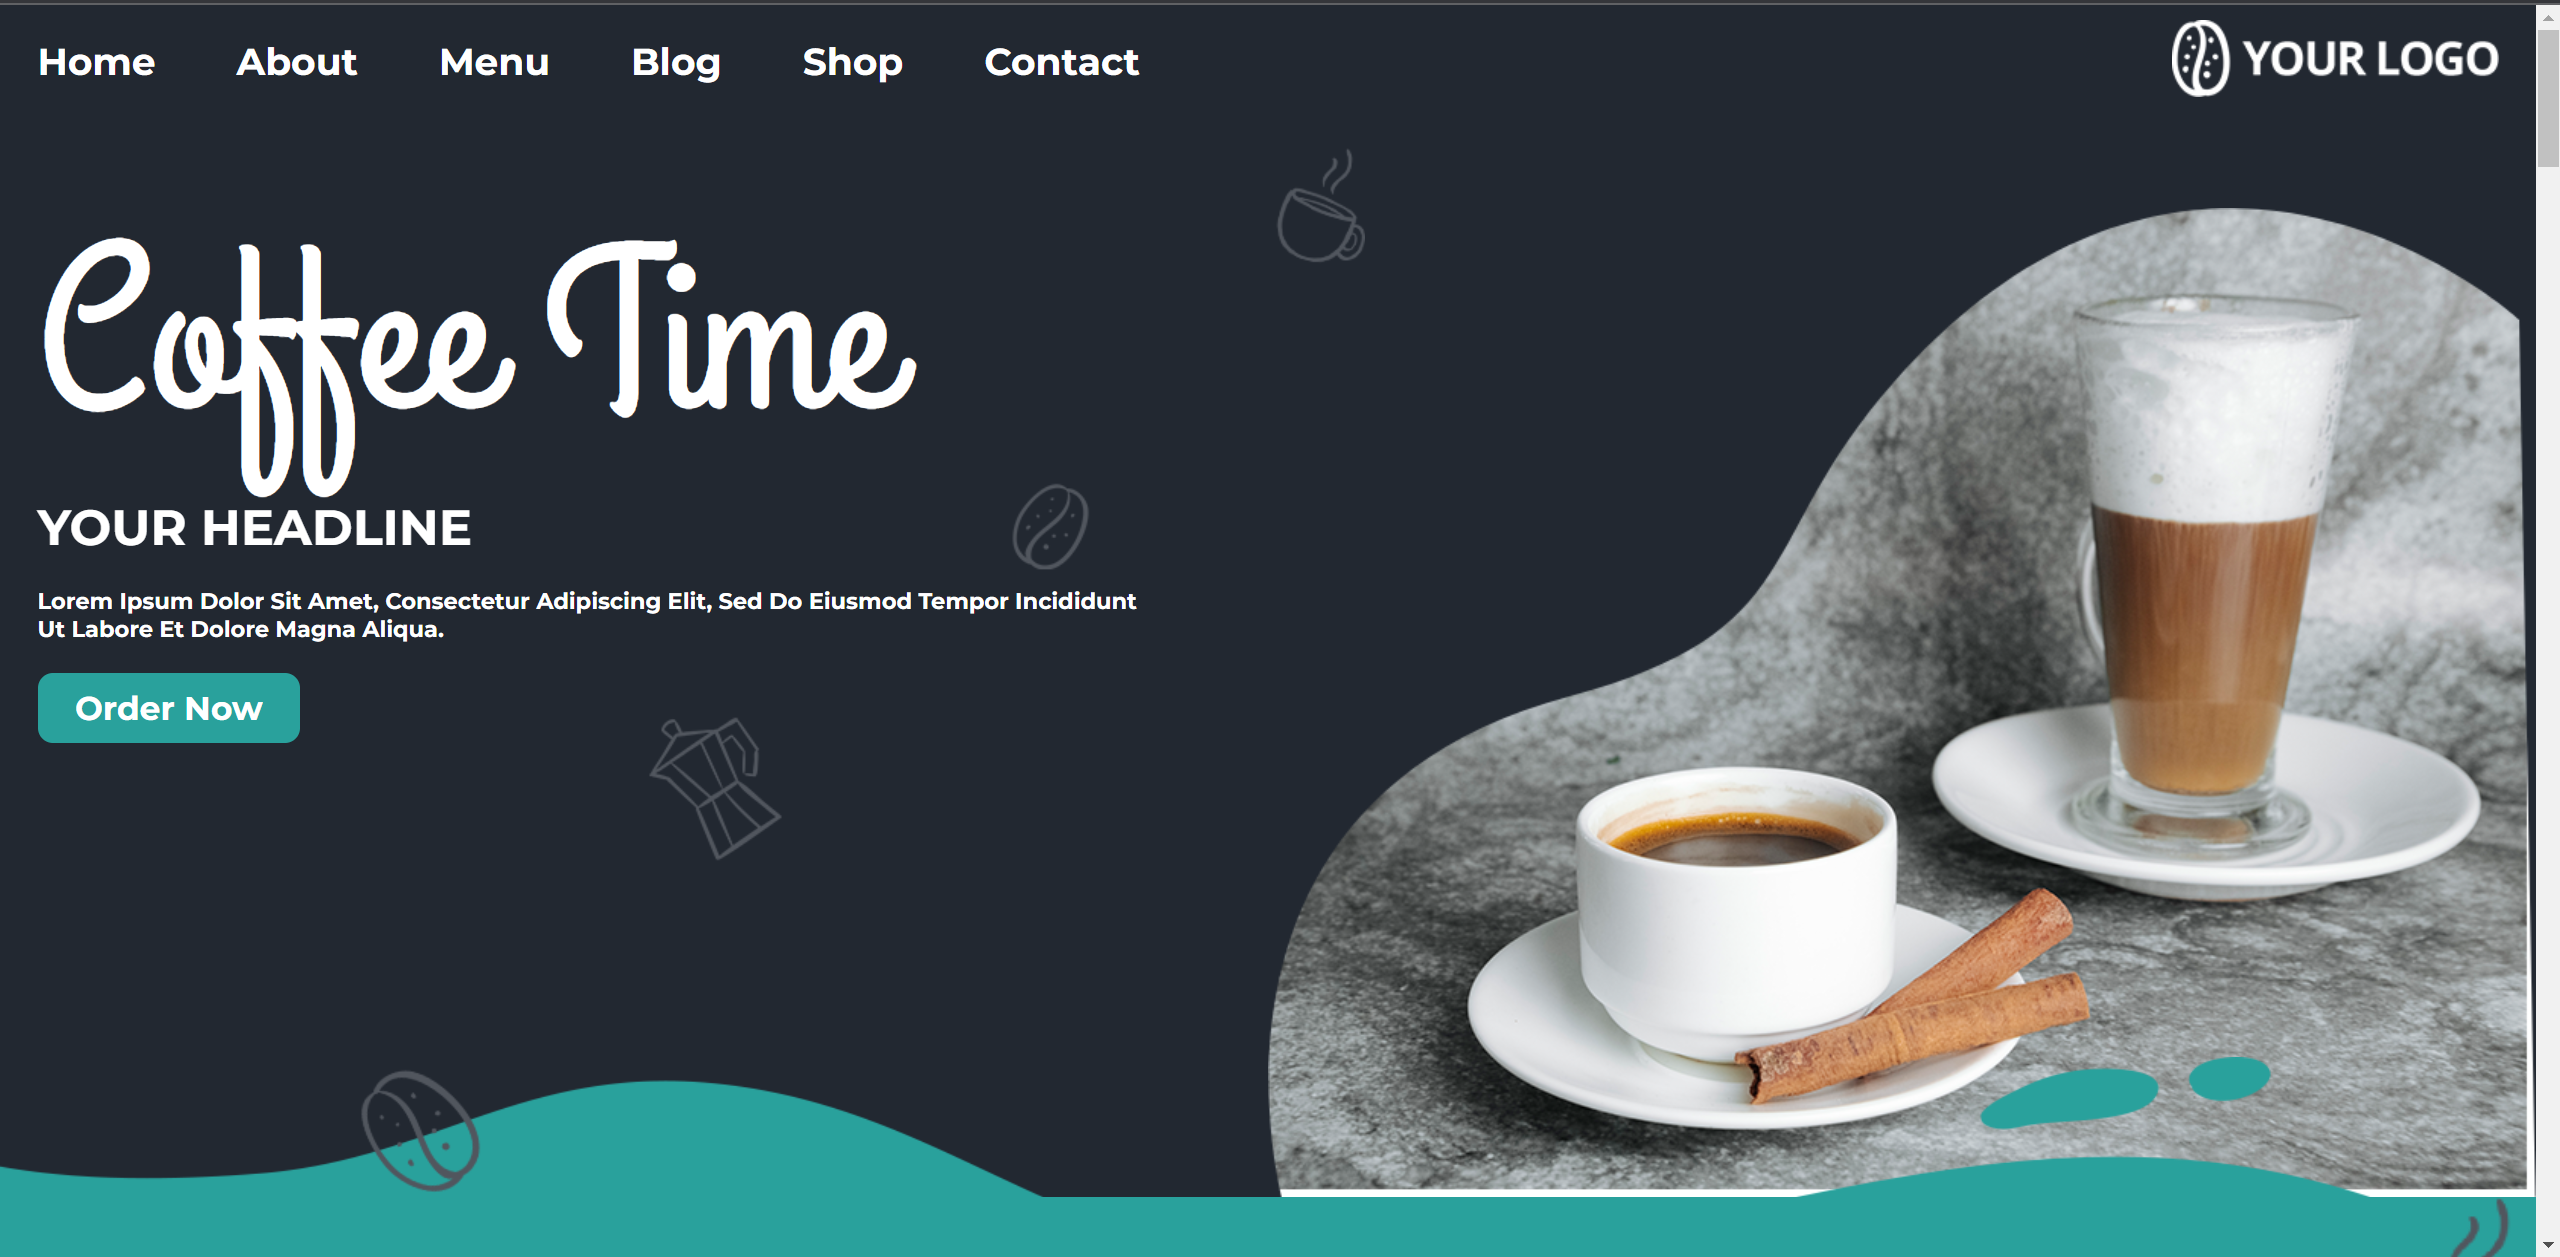 Home About Menu Blog Shop Contact
YOUR LOGO
Coffee Time
YOUR HEADLINE
Lorem Ipsum Dolor Sit Amet, Consectetur Adipiscing Elit, Sed Do Eiusmod Tempor Incididunt
Ut Labore Et Dolore Magna Aliqua.
Order Now